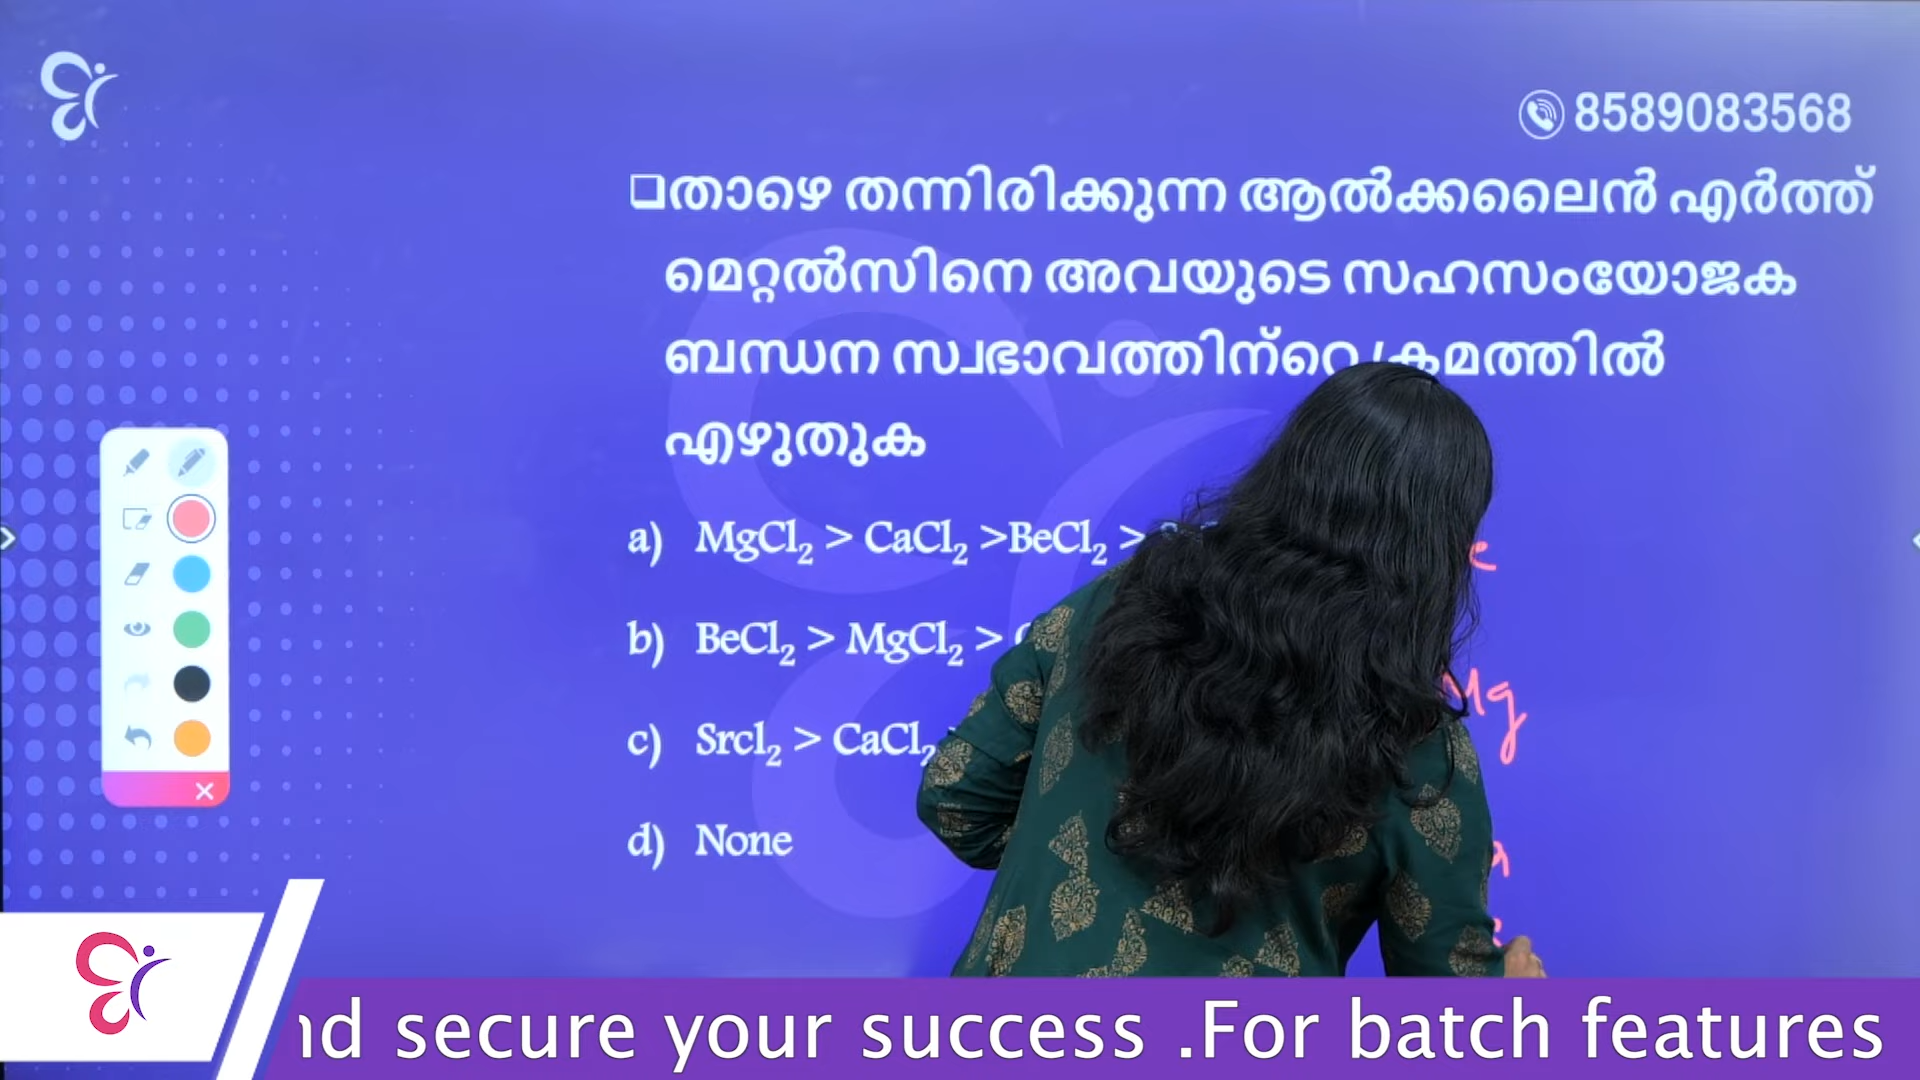 8589083568
താഴെ തന്നിരിക്കുന്ന ആൽക്കലൈൻ എർത്ത്
മെറ്റൽസിനെ അവയുടെ സഹസംയോജക
ബന്ധന സ്വഭാവത്തിന്റെ ക്രമത്തിൽ
എഴുതുക
a) MgCl₂ > CaCl₂ >BeCl₂ >
b) BeCl₂ > MgCl₂ >
c) Srcl₂ > CaCl₂
d) None
Mg
secure your success .For batch features